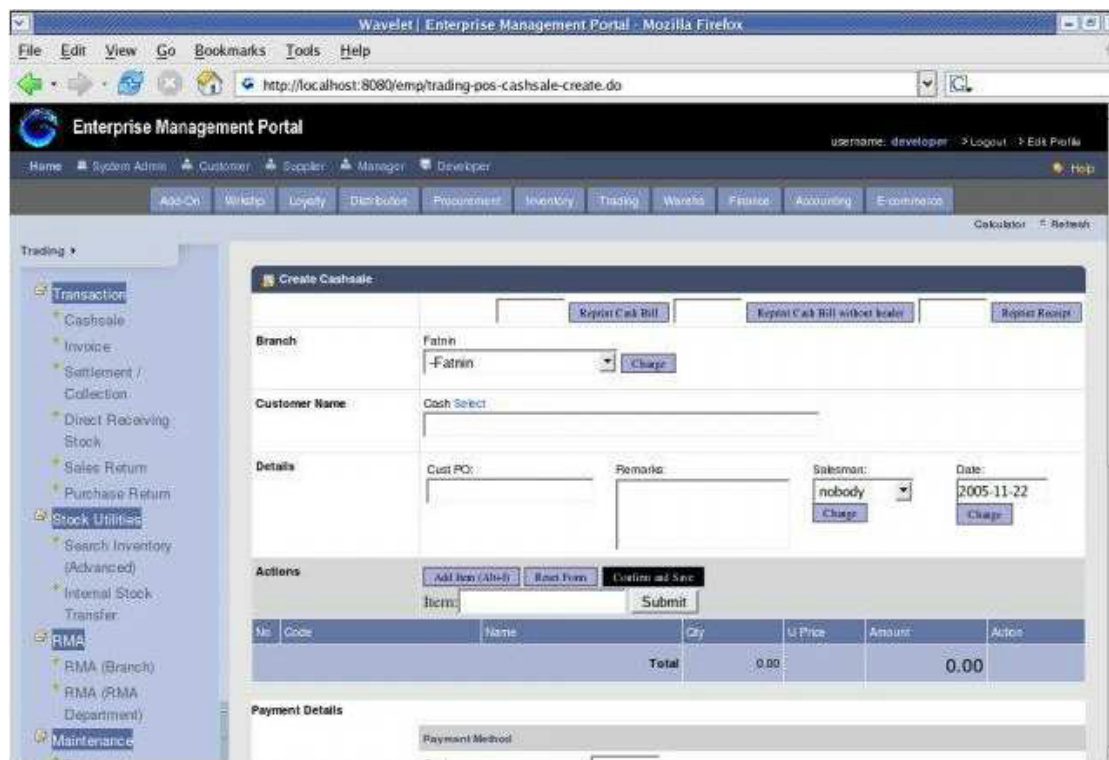 Wavelet | Enterprise Management Portal - Mozilla Firefox
File Edit View Go Bookmarks Tools Help
http://localhost:8080/emp/trading-pos-cashsale-create.do
G
Enterprise Management Portal
username: developer Logout Edit Profile
Home System Admin Customer Supplier Manager Developer
Help
Add-On Wrkshp Loyalty Distribution Procurement Inventory Trading Wareho Finance Accounting E-commerce
Calculator Refresh
Trading
Transaction
Cashsale
Invoice
Settlement /
Collection
Direct Receiving
Stock
Sales Return
Purchase Return
Stock Utilities
Search Inventory
(Advanced)
Internal Stock
Transfer
RMA
RMA (Branch)
RMA (RMA
Department)
Maintenance
Create Cashsale
Reprint Cash Bill Reprint Cash Bill without header Reprint Receipt
Branch
Fatnin
-Fatnin
Change
Customer Name
Cash Select
Details
Cust PO: Remarks: Salesman: Date:
nobody 2005-11-22
Change Change
Actions
Add Item (Alt+I) Reset Form Confirm and Save
Item: Submit
No Code Name Qty U.Price Amount Action
Total 0.00 0.00
Payment Details
Payment Method